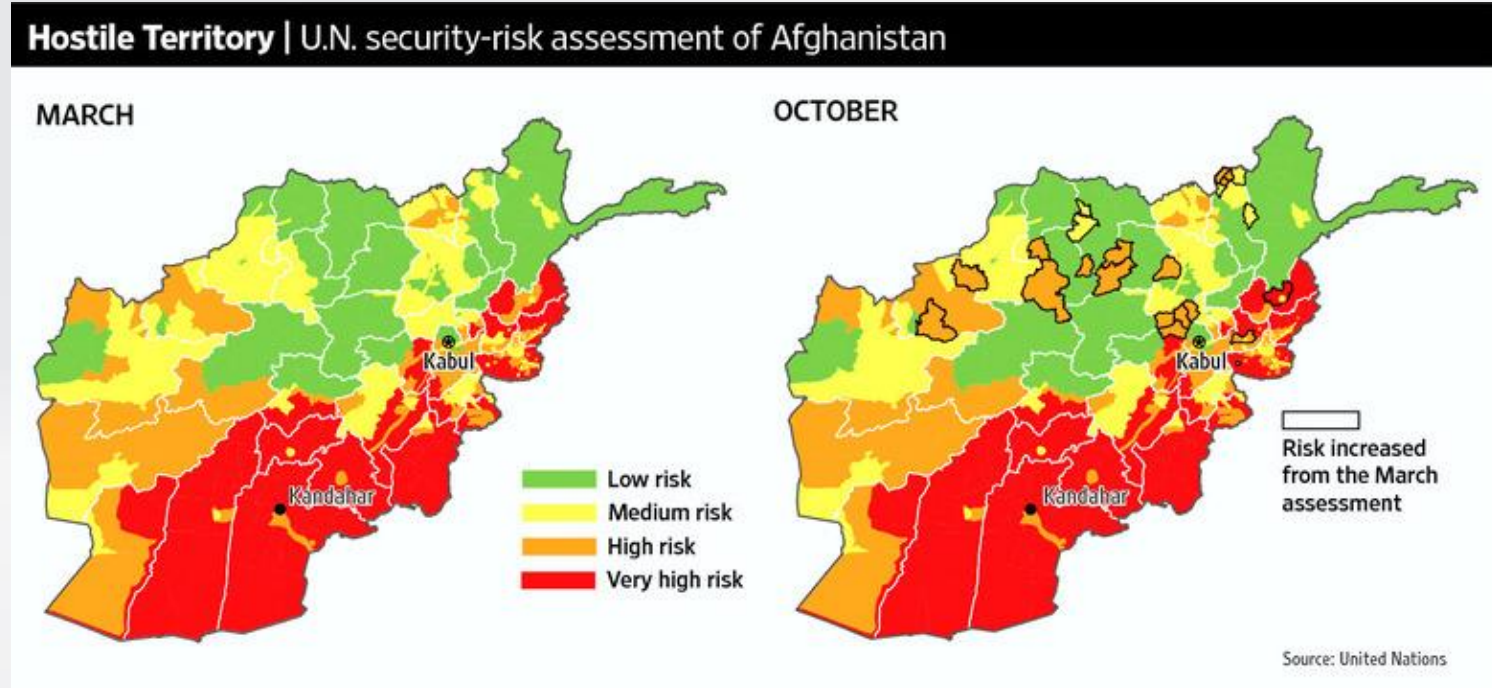 Hostile Territory | U.N. security-risk assessment of Afghanistan
MARCH
Kabul
Kandahar
Low risk
Medium risk
High risk
Very high risk
OCTOBER
Kabul
Kandahar
Risk increased
from the March
assessment
Source: United Nations